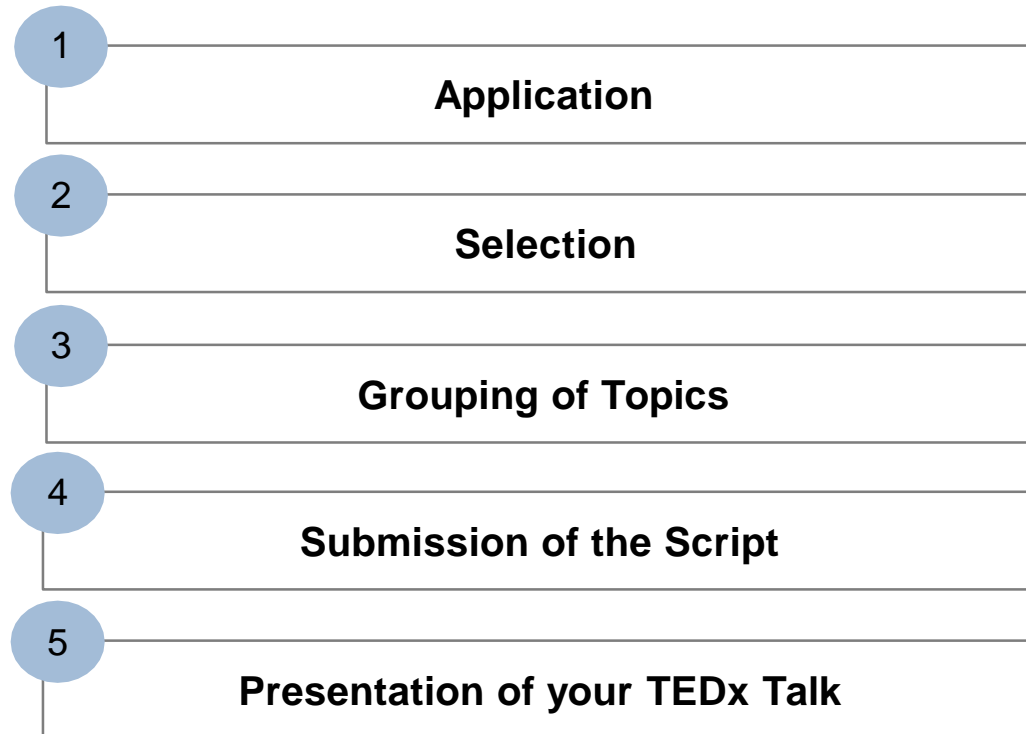 1
Application
2
Selection
3
Grouping of Topics
4
Submission of the Script
5
Presentation of your TEDx Talk